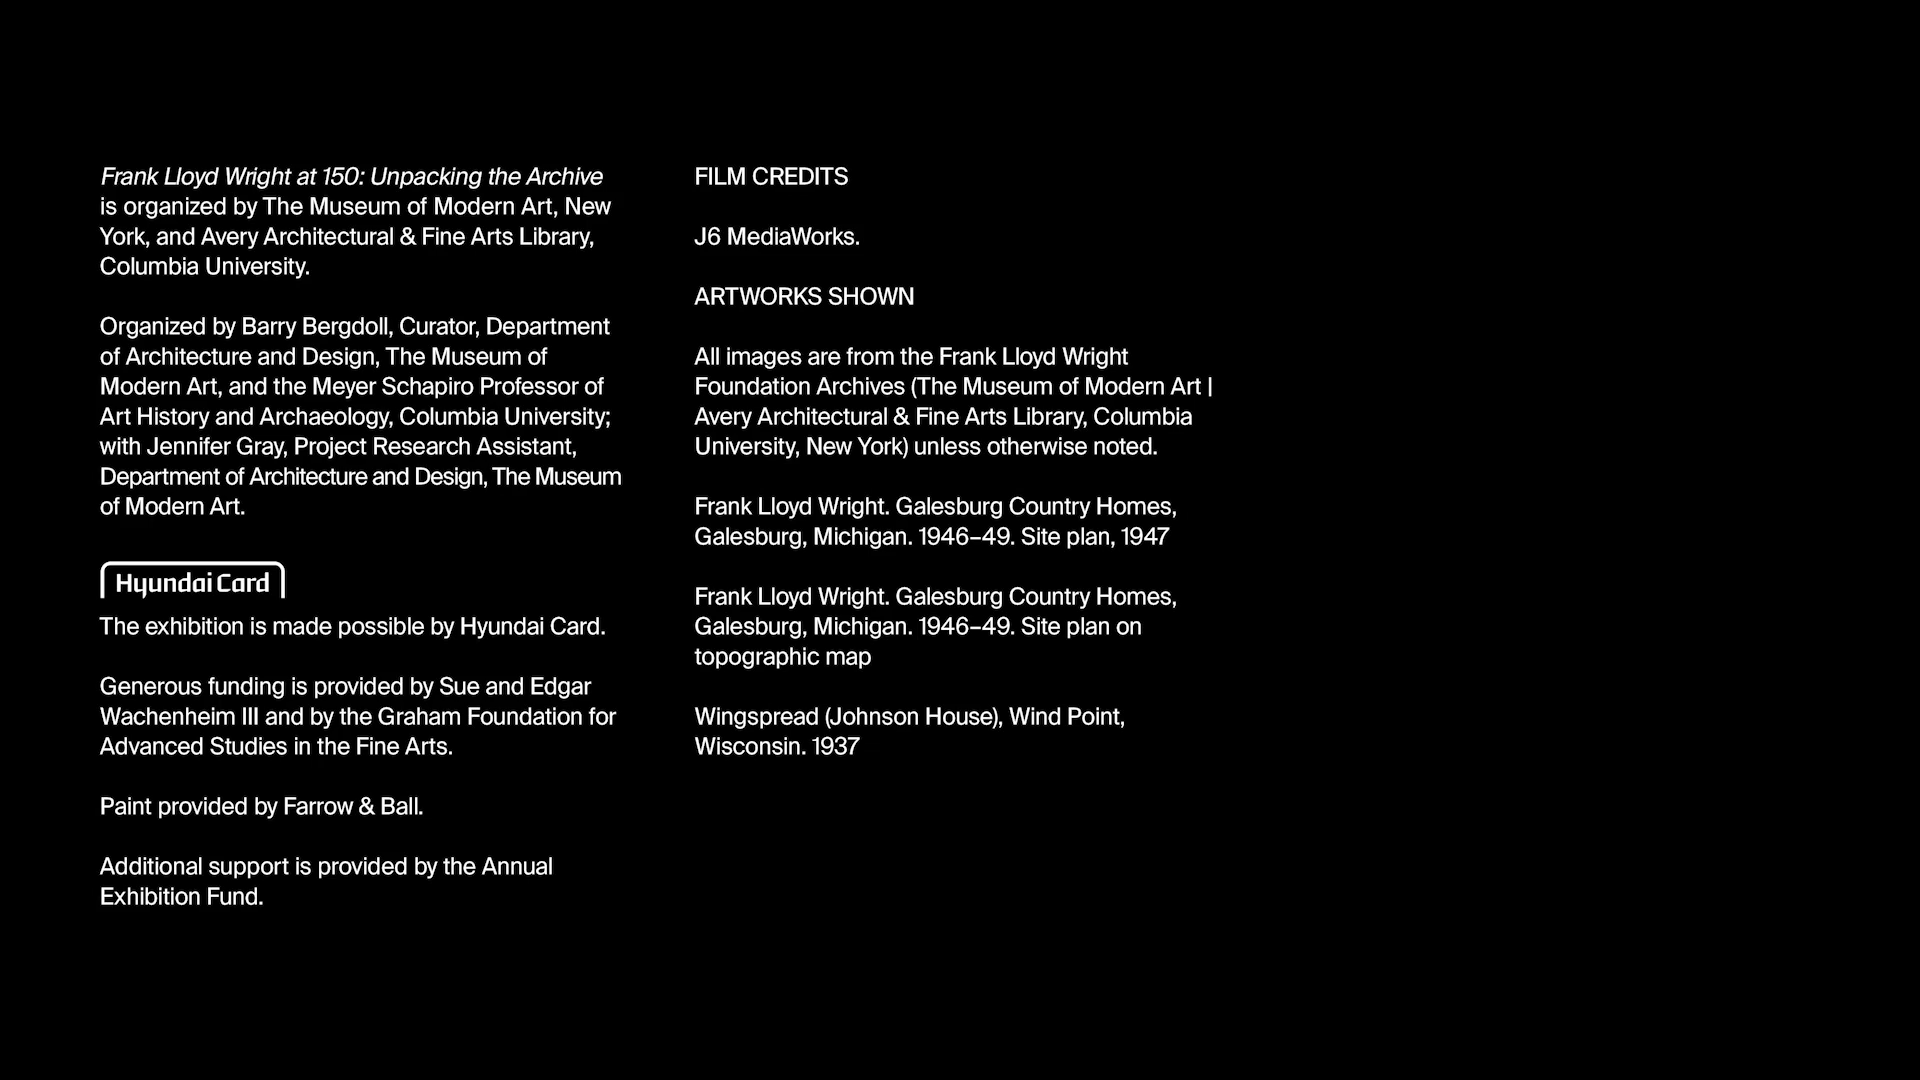 Frank Lloyd Wright at 150: Unpacking the Archive
is organized by The Museum of Modern Art, New
York, and Avery Architectural & Fine Arts Library,
Columbia University.
Organized by Barry Bergdoll, Curator, Department
of Architecture and Design, The Museum of
Modern Art, and the Meyer Schapiro Professor of
Art History and Archaeology, Columbia University;
with Jennifer Gray, Project Research Assistant,
Department of Architecture and Design, The Museum
of Modern Art.
Hyundai Card
The exhibition is made possible by Hyundai Card.
Generous funding is provided by Sue and Edgar
Wachenheim III and by the Graham Foundation for
Advanced Studies in the Fine Arts.
Paint provided by Farrow & Ball.
Additional support is provided by the Annual
Exhibition Fund.
FILM CREDITS
J6 MediaWorks.
ARTWORKS SHOWN
All images are from the Frank Lloyd Wright
Foundation Archives (The Museum of Modern Art |
Avery Architectural & Fine Arts Library, Columbia
University, New York) unless otherwise noted.
Frank Lloyd Wright. Galesburg Country Homes,
Galesburg, Michigan. 1946–49. Site plan, 1947
Frank Lloyd Wright. Galesburg Country Homes,
Galesburg, Michigan. 1946–49. Site plan on
topographic map
Wingspread (Johnson House), Wind Point,
Wisconsin. 1937